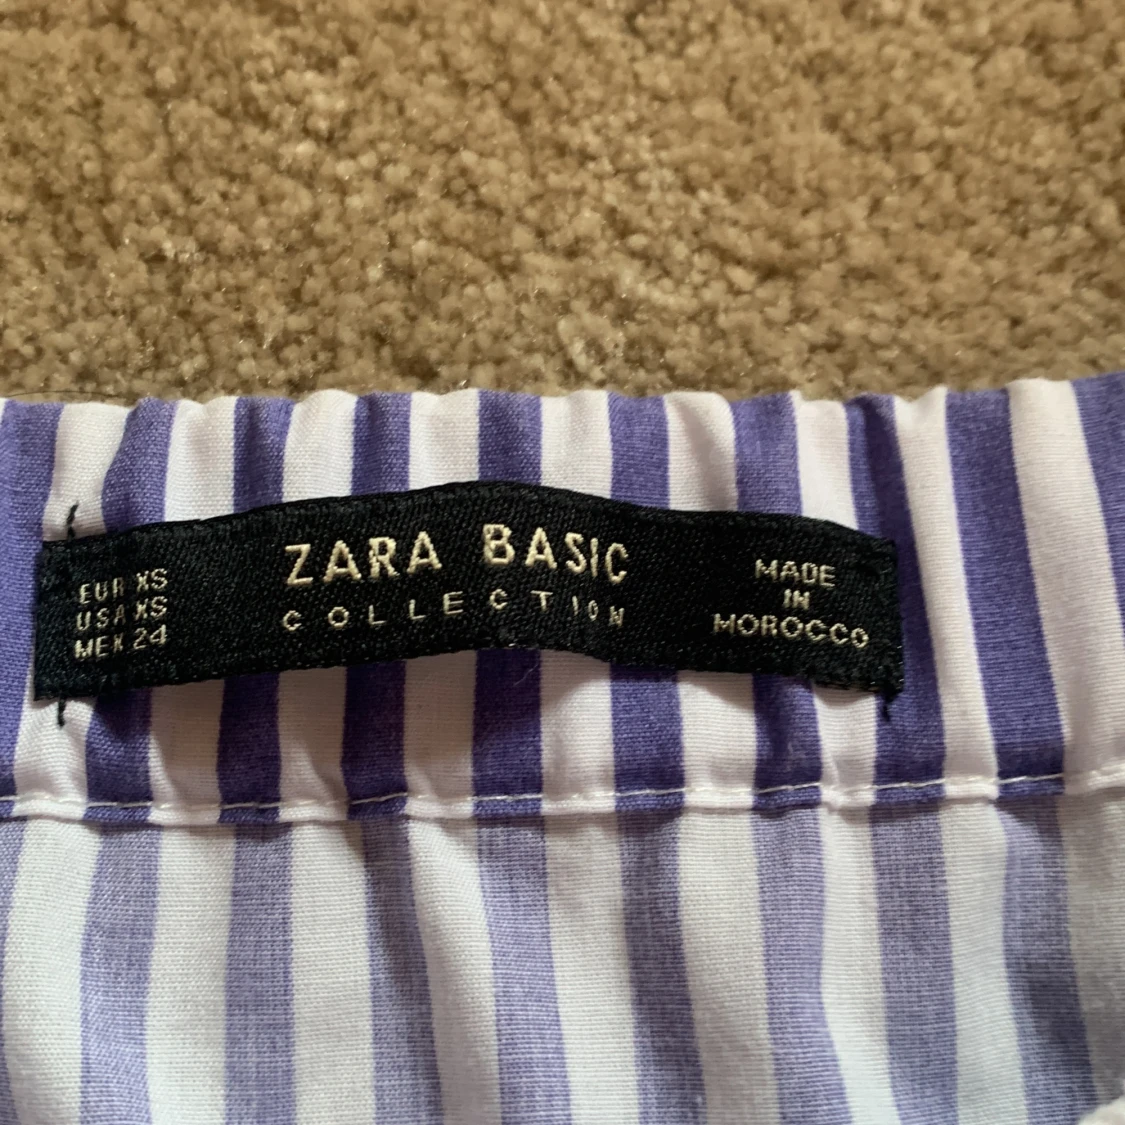 EUR XS
USA XS
MEX 24
ZARA BASIC
COLLECTION
MADE
IN
MOROCCO